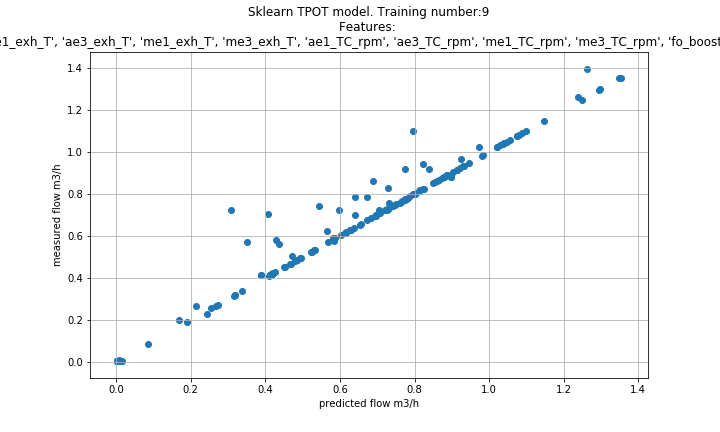 Sklearn TPOT model. Training number:9
Features:
e1_exh_T', 'ae3_exh_T', 'me1_exh_T', 'me3_exh_T', 'ae1_TC_rpm', 'ae3_TC_rpm', 'me1_TC_rpm', 'me3_TC_rpm', 'fo_boost
1.4
1.2
1.0
0.8
0.6
0.4
0.2
0.0
measured flow m3/h
0.0 0.2 0.4 0.6 0.8 1.0 1.2 1.4
predicted flow m3/h